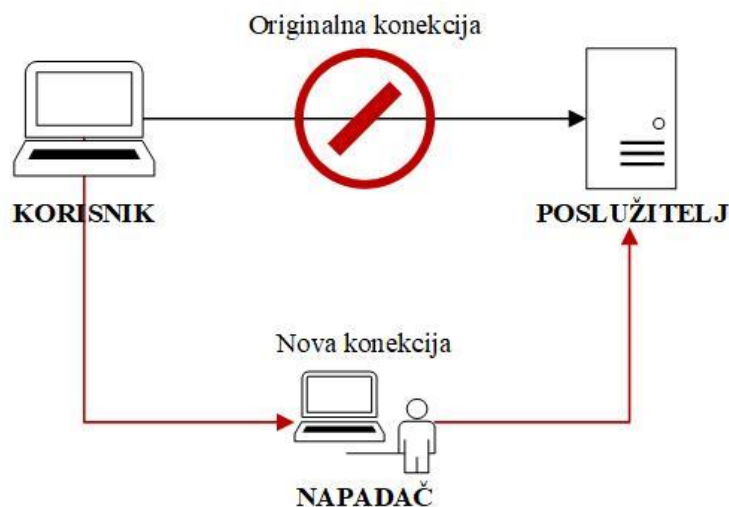 Originalna konekcija
KORISNIK
POSLUŽITELJ
Nova konekcija
NAPADAČ